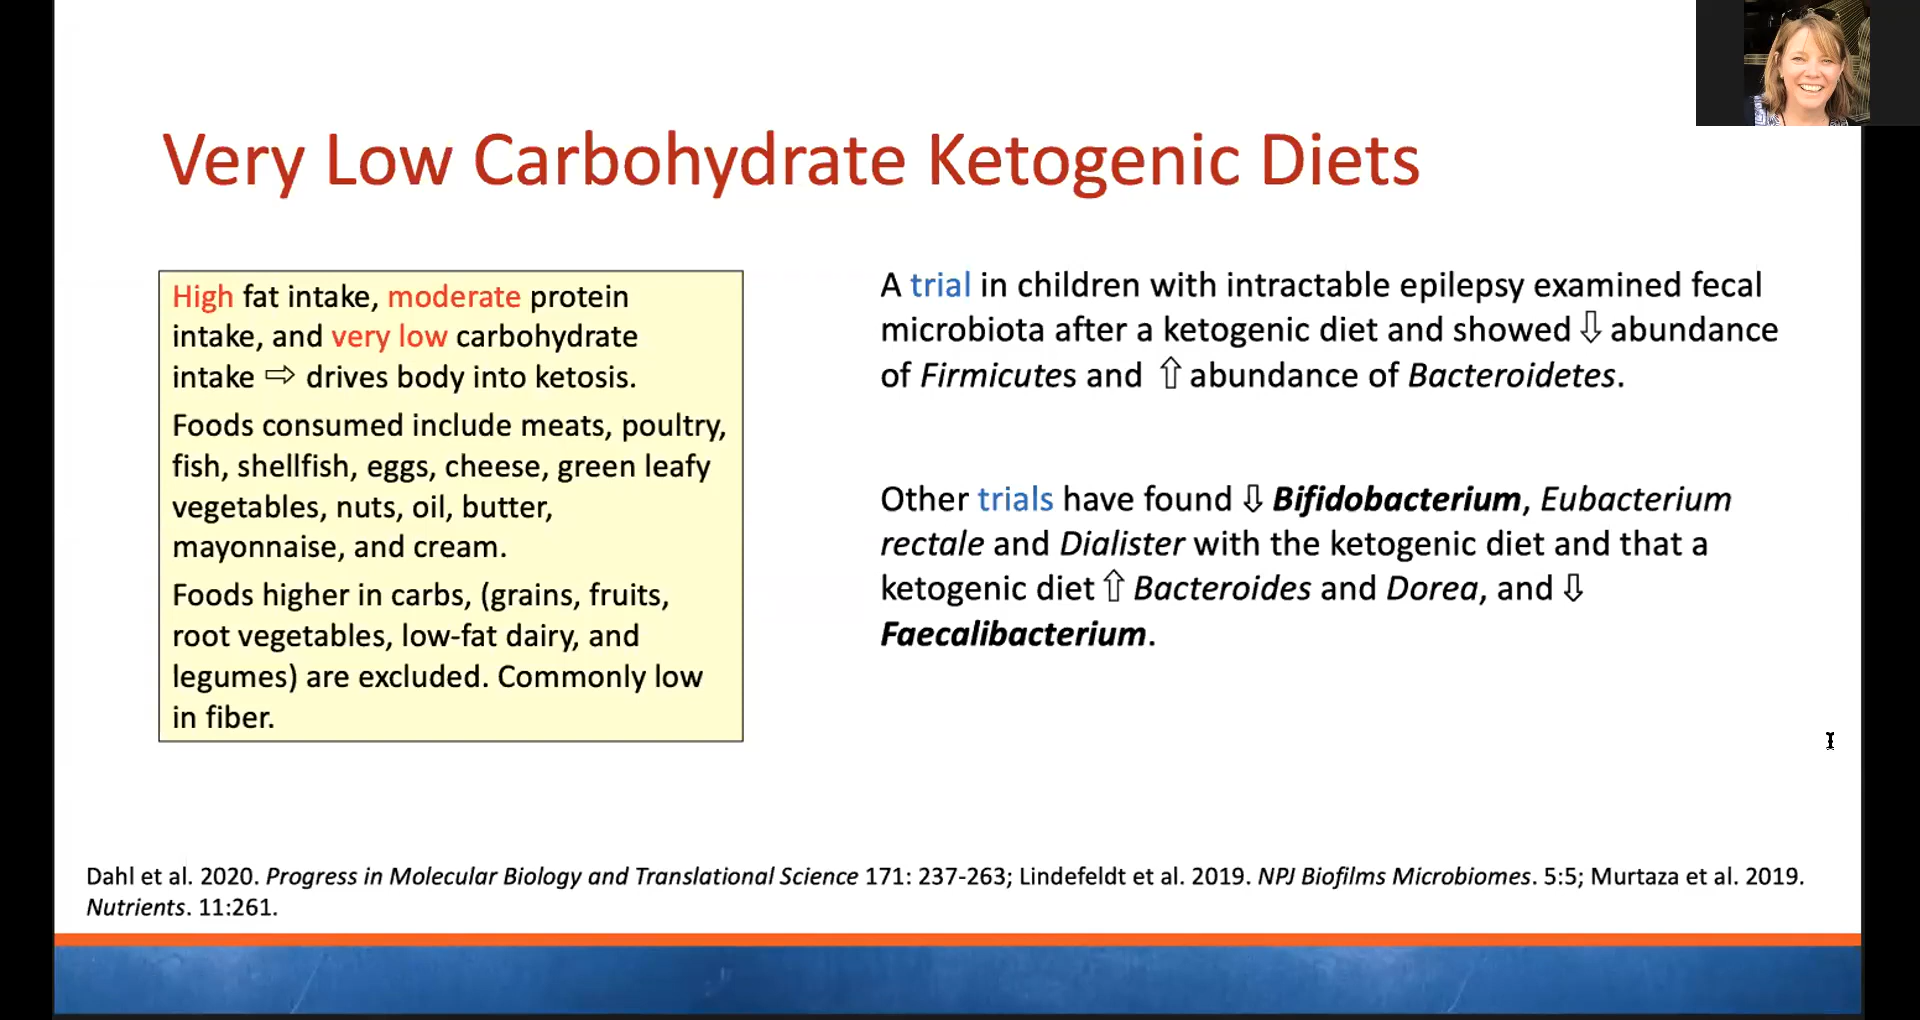 Very Low Carbohydrate Ketogenic Diets
High fat intake, moderate protein
intake, and very low carbohydrate
intake ⇨ drives body into ketosis.
Foods consumed include meats, poultry,
fish, shellfish, eggs, cheese, green leafy
vegetables, nuts, oil, butter,
mayonnaise, and cream.
Foods higher in carbs, (grains, fruits,
root vegetables, low-fat dairy, and
legumes) are excluded. Commonly low
in fiber.
A trial in children with intractable epilepsy examined fecal
microbiota after a ketogenic diet and showed ⇩ abundance
of Firmicutes and ⇧ abundance of Bacteroidetes.
Other trials have found ⇩ Bifidobacterium, Eubacterium
rectale and Dialister with the ketogenic diet and that a
ketogenic diet ⇧ Bacteroides and Dorea, and ⇩
Faecalibacterium.
Dahl et al. 2020. Progress in Molecular Biology and Translational Science 171: 237-263; Lindefeldt et al. 2019. NPJ Biofilms Microbiomes. 5:5; Murtaza et al. 2019.
Nutrients. 11:261.